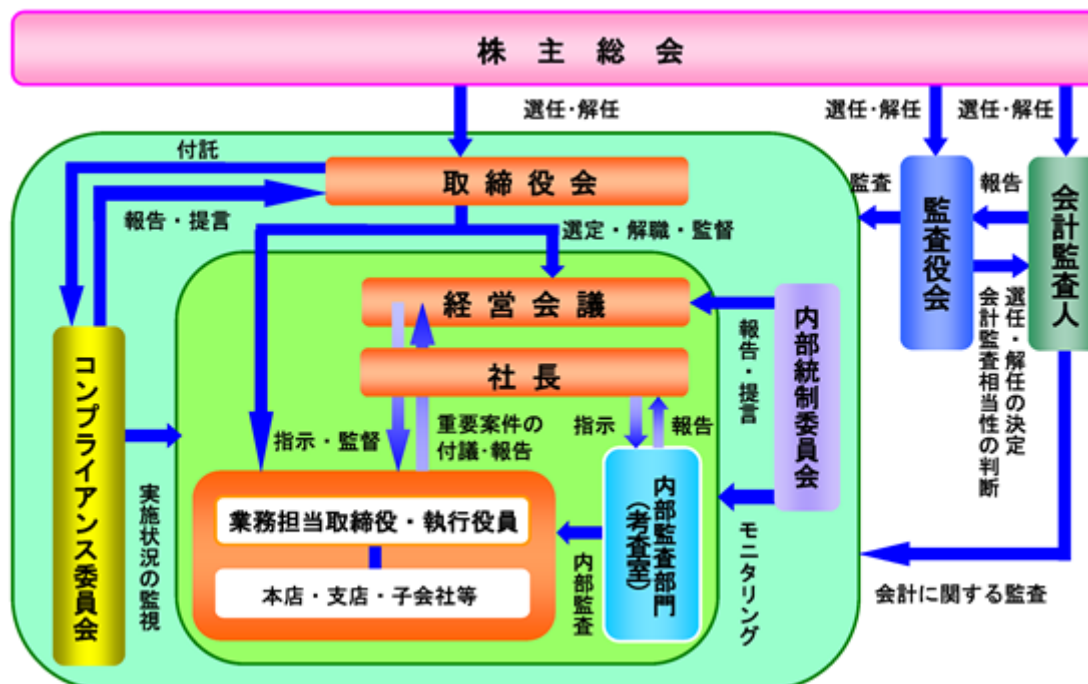 株主総会
選任・解任
選任・解任
選任・解任
付託
取締役会
監査
報告
報告・提言
選定・解職・監督
監査役会
会計監査人
経営会議
内部統制委員会
報告・提言
選任・解任の決定
会計監査相当性の判断
コンプライアンス委員会
社長
指示・監督
重要案件の
付議・報告
指示
報告
実施状況の監視
業務担当取締役・執行役員
本店・支店・子会社等
内部監査
内部監査部門
(考査室)
モニタリング
会計に関する監査